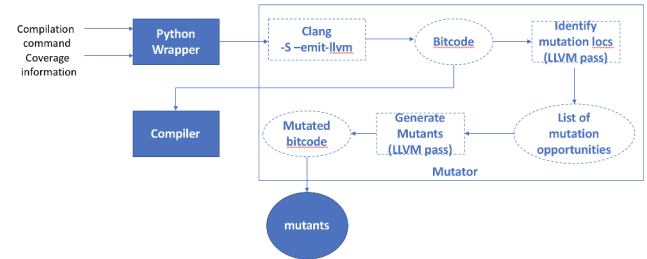 Compilation
command
Coverage
information
Python
Wrapper
Clang
-S –emit-llvm
Bitcode
Identify
mutation locs
(LLVM pass)
Compiler
Mutated
bitcode
Generate
Mutants
(LLVM pass)
List of
mutation
opportunities
Mutator
mutants